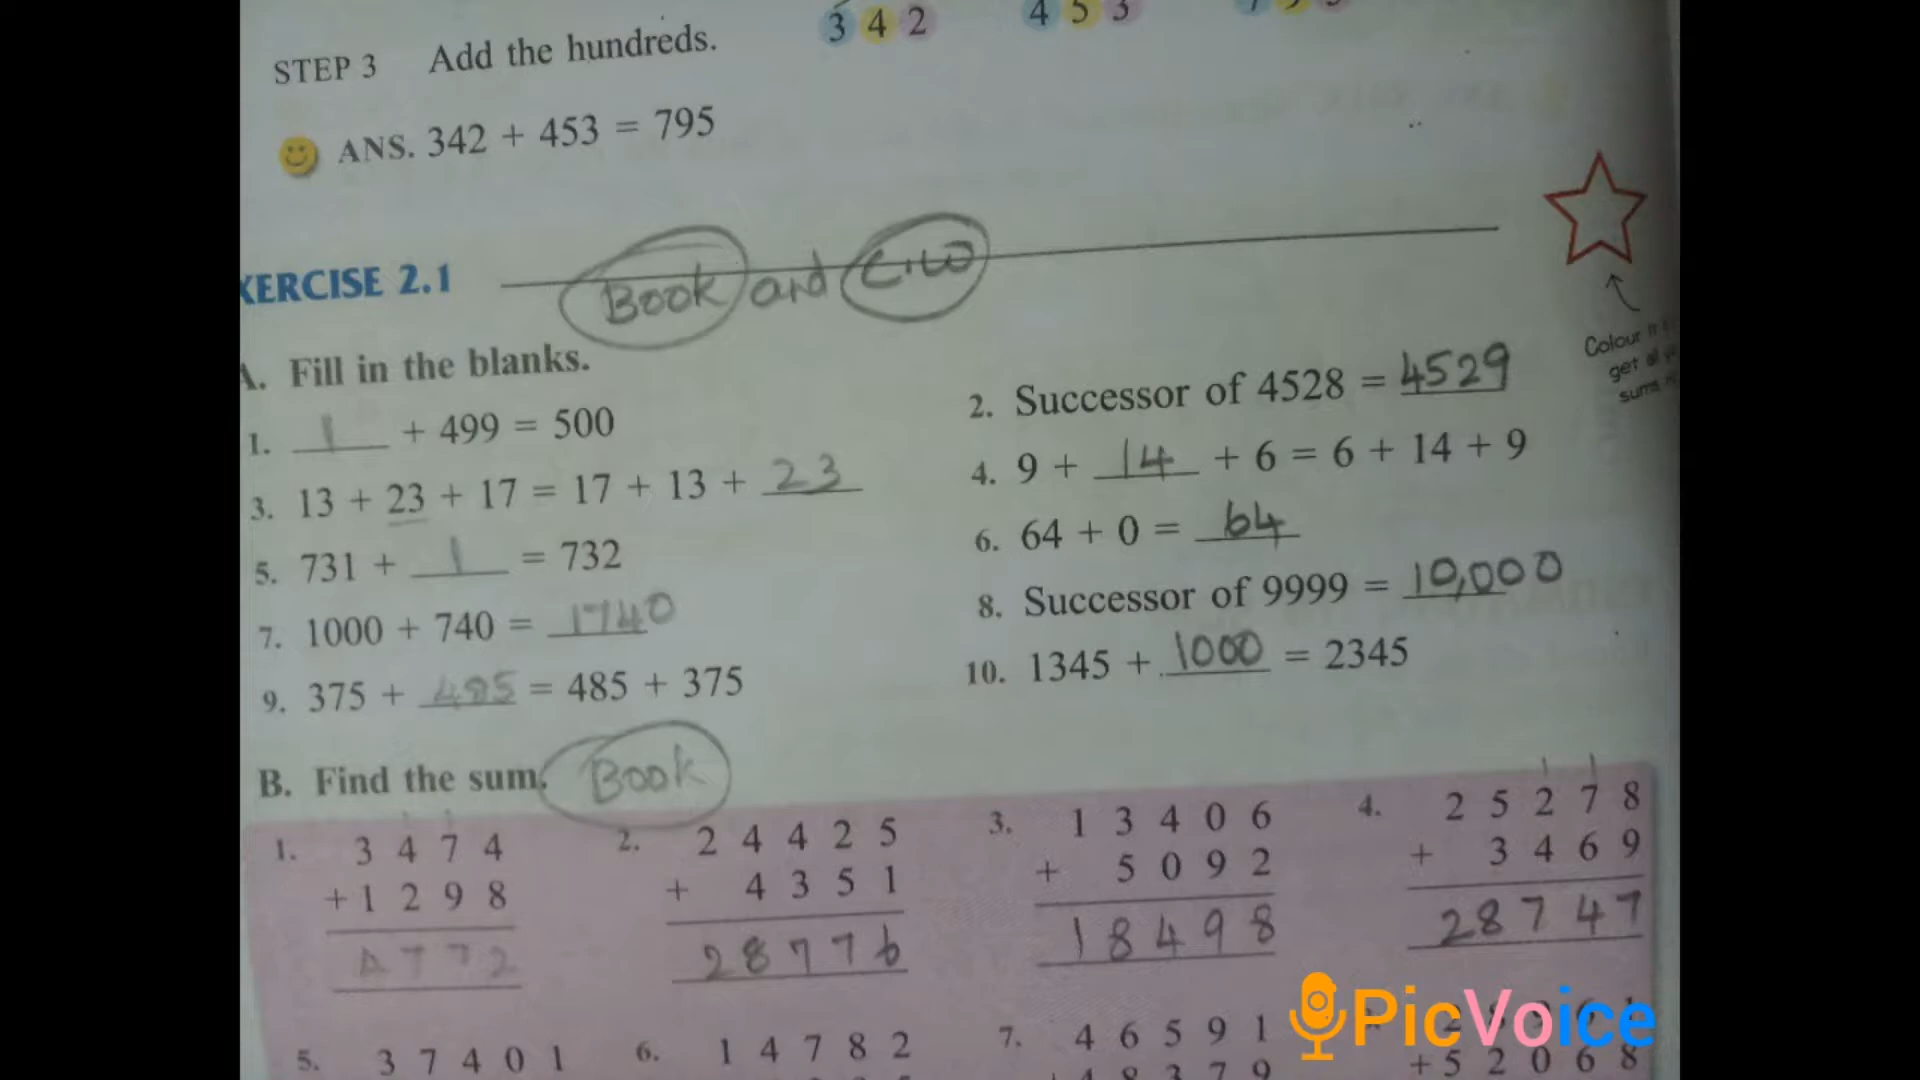 3 4 2 4 5 3
STEP 3 Add the hundreds.
ANS. 342 + 453 = 795
XERCISE 2.1 Book and C.W
A. Fill in the blanks.
1. 1 + 499 = 500
2. Successor of 4528 = 4529
Colour
get
sums
3. 13 + 23 + 17 = 17 + 13 + 23
4. 9 + 14 + 6 = 6 + 14 + 9
5. 731 + 1 = 732
6. 64 + 0 = 64
7. 1000 + 740 = 1740
8. Successor of 9999 = 10,000
9. 375 + 485 = 485 + 375
10. 1345 + 1000 = 2345
B. Find the sum. Book
1. 3 4 7 4
+ 1 2 9 8
4 7 7 2
2. 2 4 4 2 5
+ 4 3 5 1
2 8 7 7 6
3. 1 3 4 0 6
+ 5 0 9 2
1 8 4 9 8
1 1
4. 2 5 2 7 8
+ 3 4 6 9
2 8 7 4 7
5. 3 7 4 0 1
6. 1 4 7 8 2
7. 4 6 5 9 1
+ 5 2 0 6 8
PicVoice